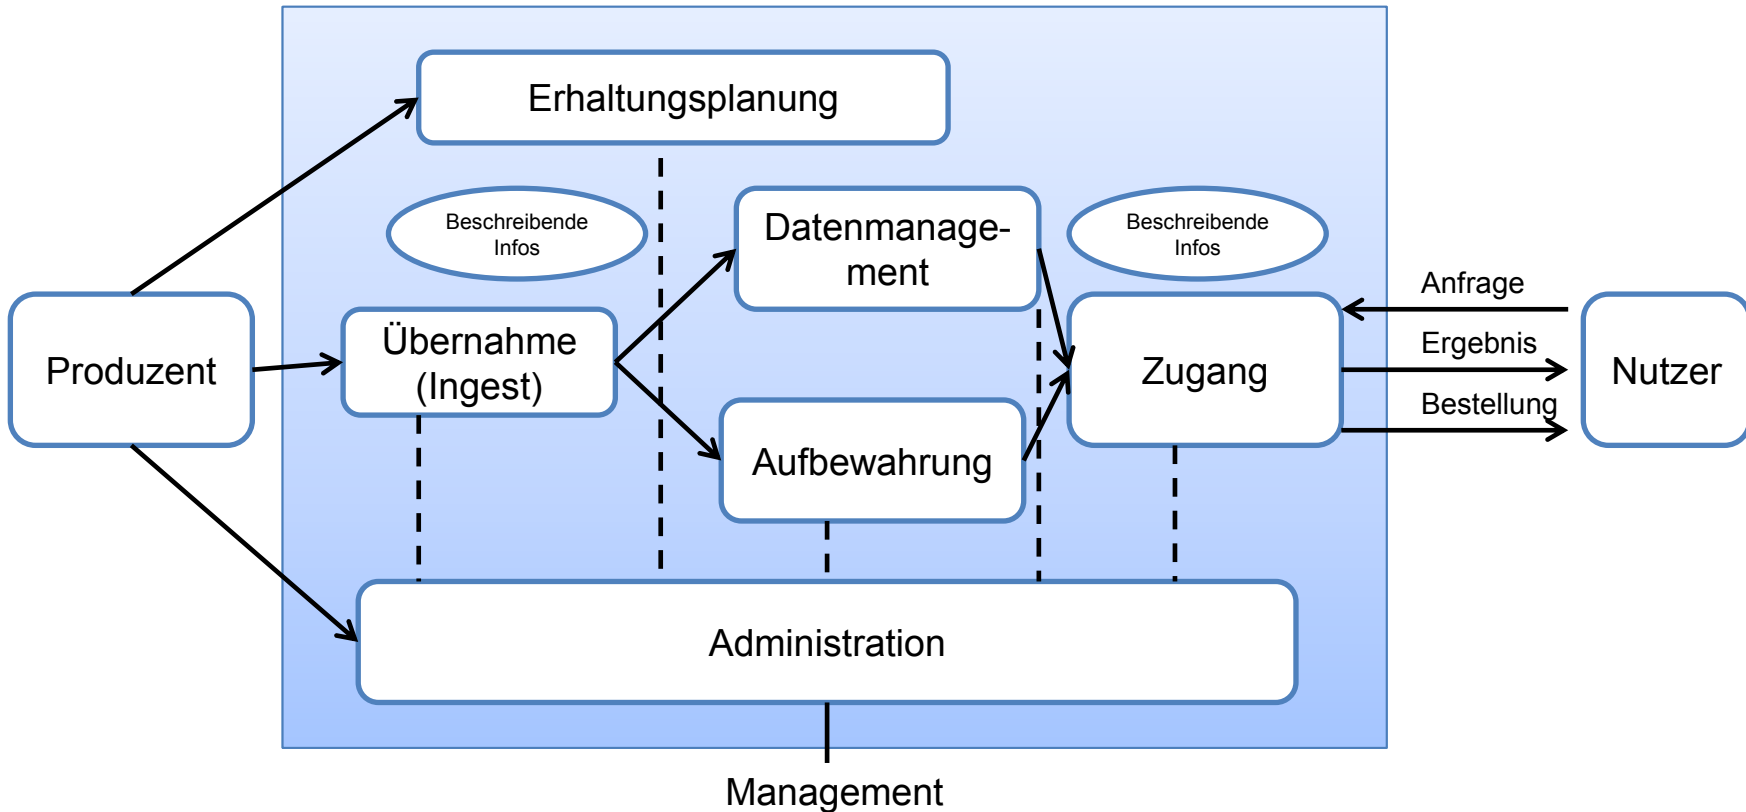 Erhaltungsplanung
Beschreibende
Infos
Datenmanage-
ment
Beschreibende
Infos
Produzent
Übernahme
(Ingest)
Zugang
Anfrage
Ergebnis
Bestellung
Nutzer
Aufbewahrung
Administration
Management